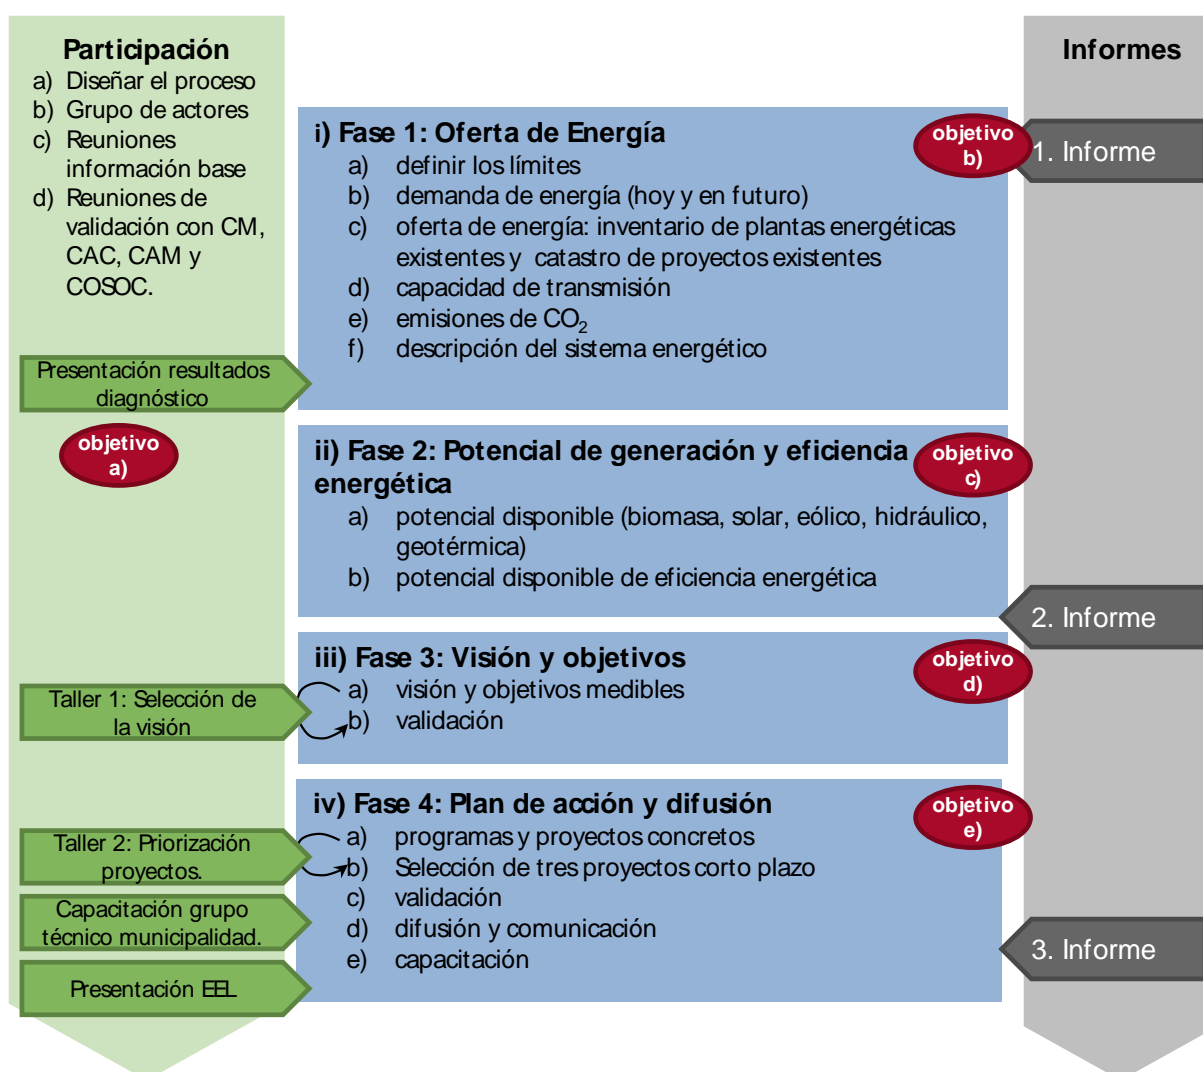 Participación
a) Diseñar el proceso
b) Grupo de actores
c) Reuniones
información base
d) Reuniones de
validación con CM,
CAC, CAM y
COSOC.
Presentación resultados
diagnóstico
objetivo
a)
Taller 1: Selección de
la visión
Taller 2: Priorización
proyectos.
Capacitación grupo
técnico municipalidad.
Presentación EEL
i) Fase 1: Oferta de Energía
a) definir los límites
b) demanda de energía (hoy y en futuro)
c) oferta de energía: inventario de plantas energéticas
existentes y catastro de proyectos existentes
d) capacidad de transmisión
e) emisiones de CO₂
f) descripción del sistema energético
objetivo
b)
ii) Fase 2: Potencial de generación y eficiencia
energética
a) potencial disponible (biomasa, solar, eólico, hidráulico,
geotérmica)
b) potencial disponible de eficiencia energética
objetivo
c)
iii) Fase 3: Visión y objetivos
a) visión y objetivos medibles
b) validación
objetivo
d)
iv) Fase 4: Plan de acción y difusión
a) programas y proyectos concretos
b) Selección de tres proyectos corto plazo
c) validación
d) difusión y comunicación
e) capacitación
objetivo
e)
Informes
1. Informe
2. Informe
3. Informe